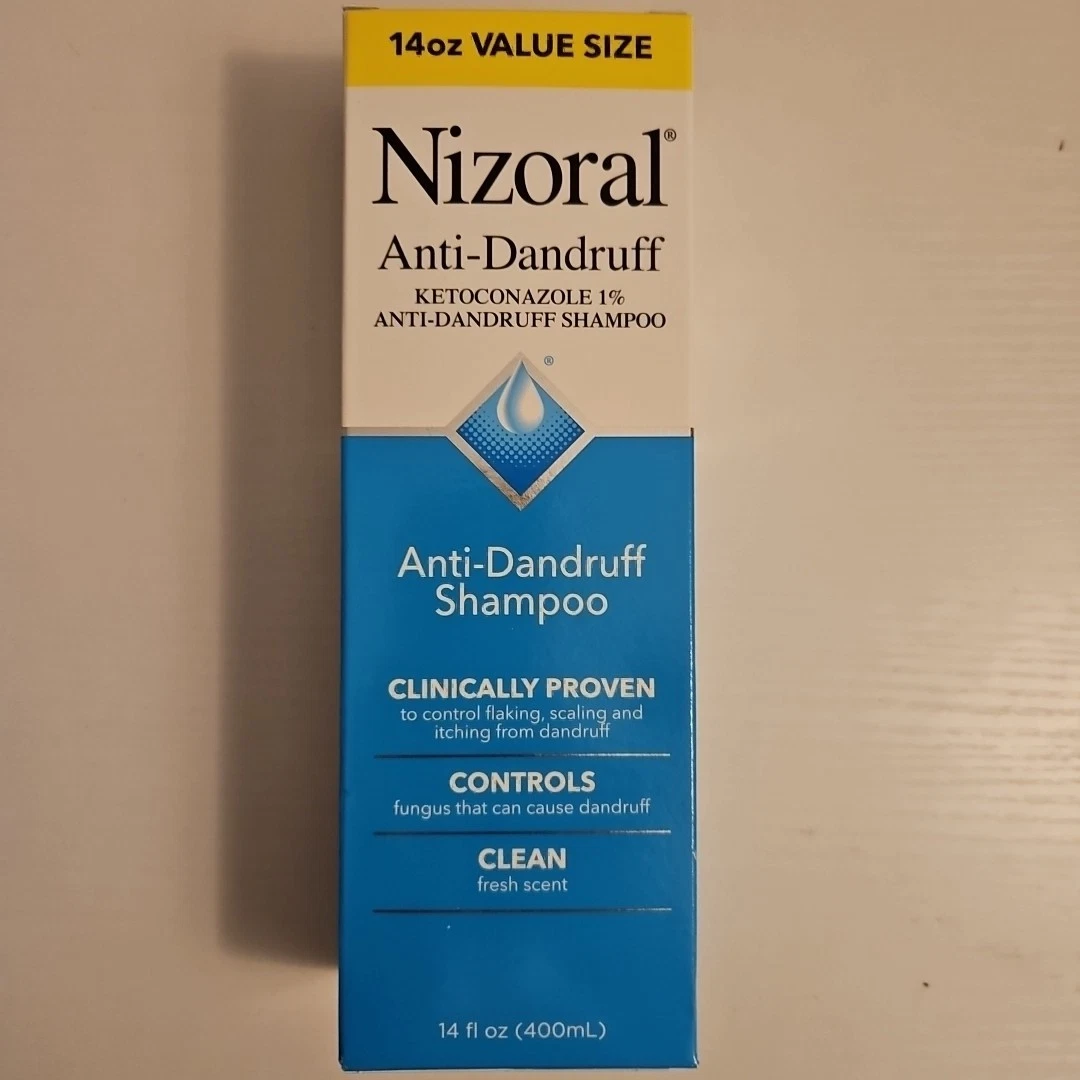 14oz VALUE SIZE
Nizoral®
Anti-Dandruff
KETOCONAZOLE 1%
ANTI-DANDRUFF SHAMPOO
®
Anti-Dandruff
Shampoo
CLINICALLY PROVEN
to control flaking, scaling and
itching from dandruff
CONTROLS
fungus that can cause dandruff
CLEAN
fresh scent
14 fl oz (400mL)